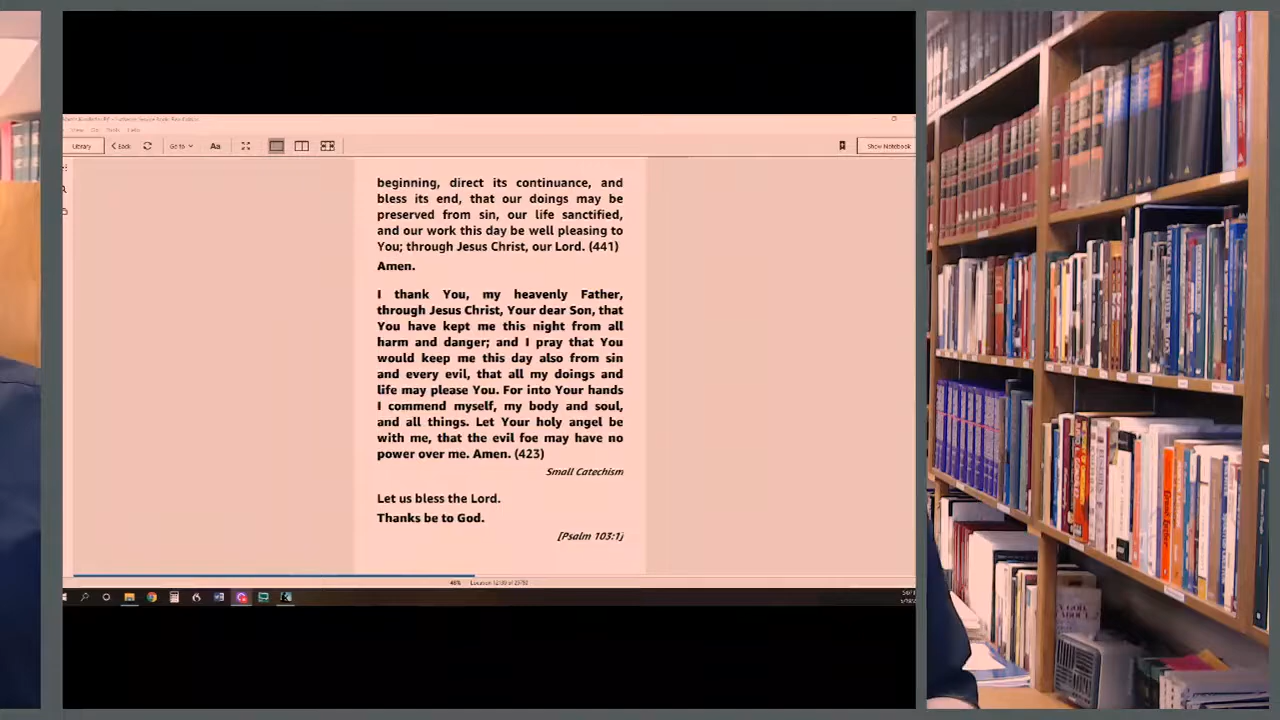 Library
Back
Go to
Aa
Show Notebook
beginning, direct its continuance, and
bless its end, that our doings may be
preserved from sin, our life sanctified,
and our work this day be well pleasing to
You; through Jesus Christ, our Lord. (441)
Amen.
I thank You, my heavenly Father,
through Jesus Christ, Your dear Son, that
You have kept me this night from all
harm and danger; and I pray that You
would keep me this day also from sin
and every evil, that all my doings and
life may please You. For into Your hands
I commend myself, my body and soul,
and all things. Let Your holy angel be
with me, that the evil foe may have no
power over me. Amen. (423)
Small Catechism
Let us bless the Lord.
Thanks be to God.
[Psalm 103:1]